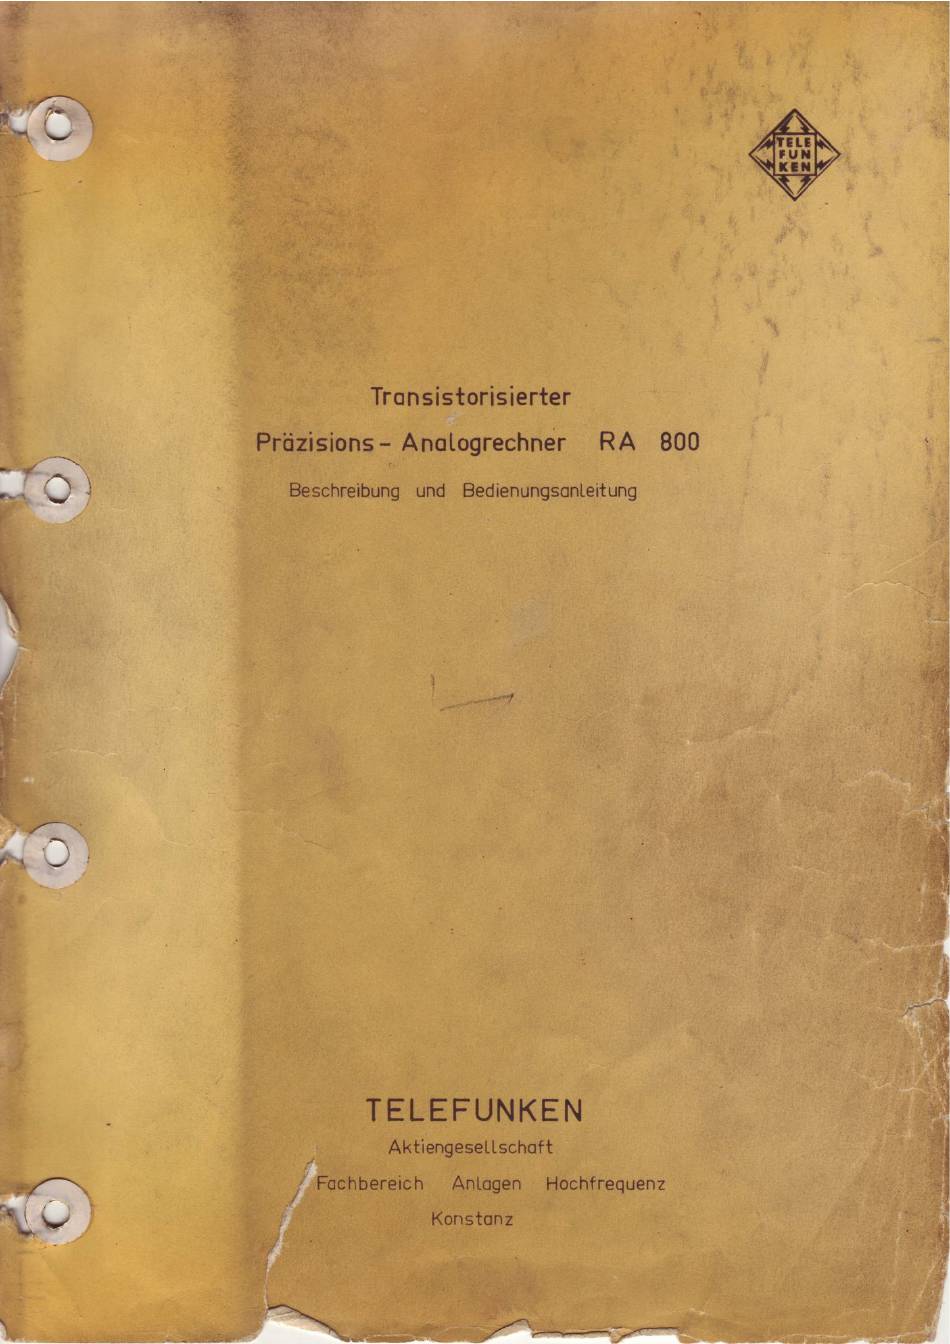 TELE
FUN
KEN
Transistorisierter
Präzisions - Analogrechner RA 800
Beschreibung und Bedienungsanleitung
TELEFUNKEN
Aktiengesellschaft
Fachbereich Anlagen Hochfrequenz
Konstanz